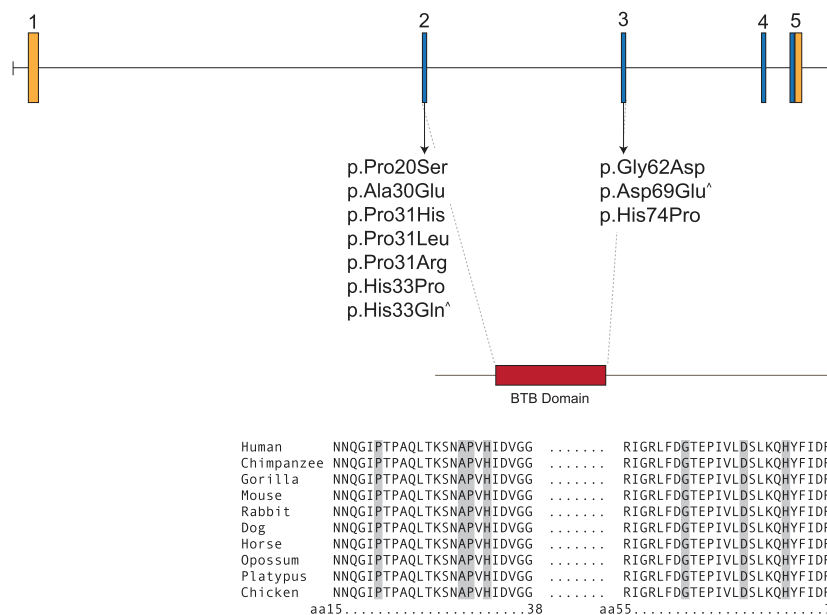 1 2 3 4 5
p.Pro20Ser p.Gly62Asp
p.Ala30Glu p.Asp69Glu^
p.Pro31His p.His74Pro
p.Pro31Leu
p.Pro31Arg
p.His33Pro
p.His33Gln^
BTB Domain
Human NNQGIPTPAQLTKSNAPVHIDVGG ....... RIGRLFDGTEPIVLDSLKQHYFIDR
Chimpanzee NNQGIPTPAQLTKSNAPVHIDVGG ....... RIGRLFDGTEPIVLDSLKQHYFIDR
Gorilla NNQGIPTPAQLTKSNAPVHIDVGG ....... RIGRLFDGTEPIVLDSLKQHYFIDR
Mouse NNQGIPTPAQLTKSNAPVHIDVGG ....... RIGRLFDGTEPIVLDSLKQHYFIDR
Rabbit NNQGIPTPAQLTKSNAPVHIDVGG ....... RIGRLFDGTEPIVLDSLKQHYFIDR
Dog NNQGIPTPAQLTKSNAPVHIDVGG ....... RIGRLFDGTEPIVLDSLKQHYFIDR
Horse NNQGIPTPAQLTKSNAPVHIDVGG ....... RIGRLFDGTEPIVLDSLKQHYFIDR
Opossum NNQGIPTPAQLTKSNAPVHIDVGG ....... RIGRLFDGTEPIVLDSLKQHYFIDR
Platypus NNQGIPTPAQLTKSNAPVHIDVGG ....... RIGRLFDGTEPIVLDSLKQHYFIDR
Chicken NNQGIPTPAQLTKSNAPVHIDVGG ....... RIGRLFDGTEPIVLDSLKQHYFIDR
aa15......................38 aa55.......................